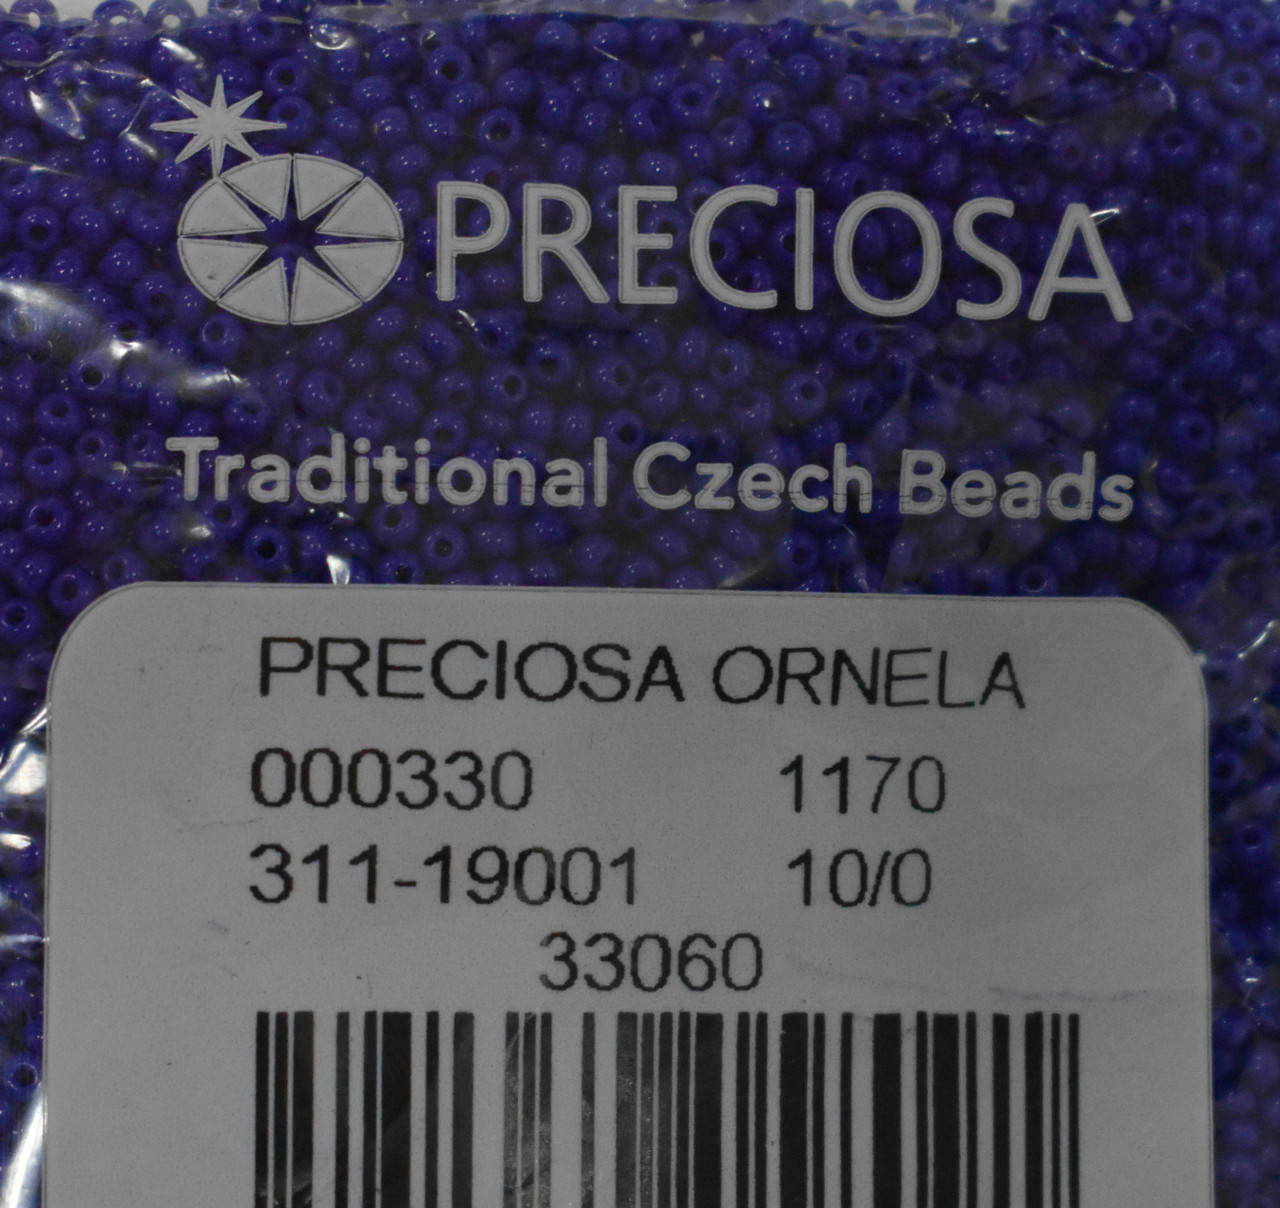 PRECIOSA
Traditional Czech Beads
PRECIOSA ORNELA
000330 1170
311-19001 10/0
33060